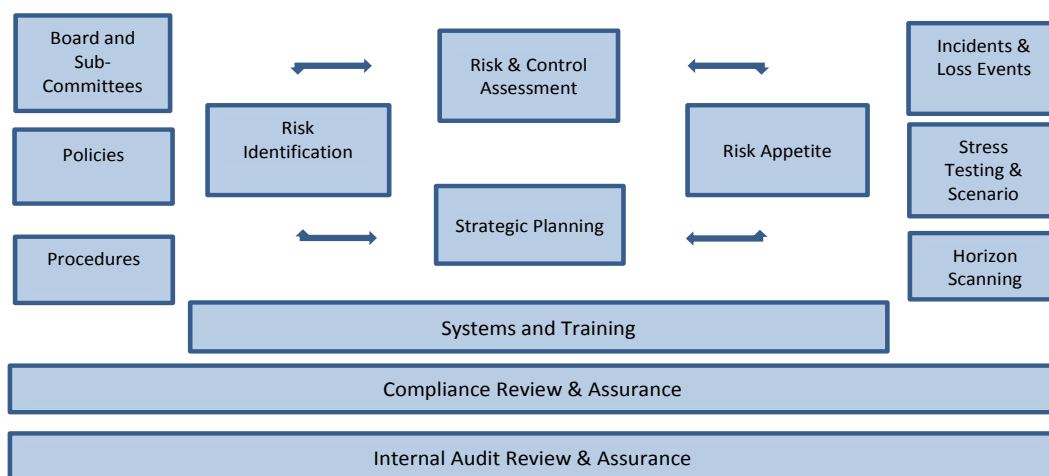 Board and
Sub-
Committees
Policies
Procedures
Risk
Identification
Risk & Control
Assessment
Strategic Planning
Risk Appetite
Incidents &
Loss Events
Stress
Testing &
Scenario
Horizon
Scanning
Systems and Training
Compliance Review & Assurance
Internal Audit Review & Assurance